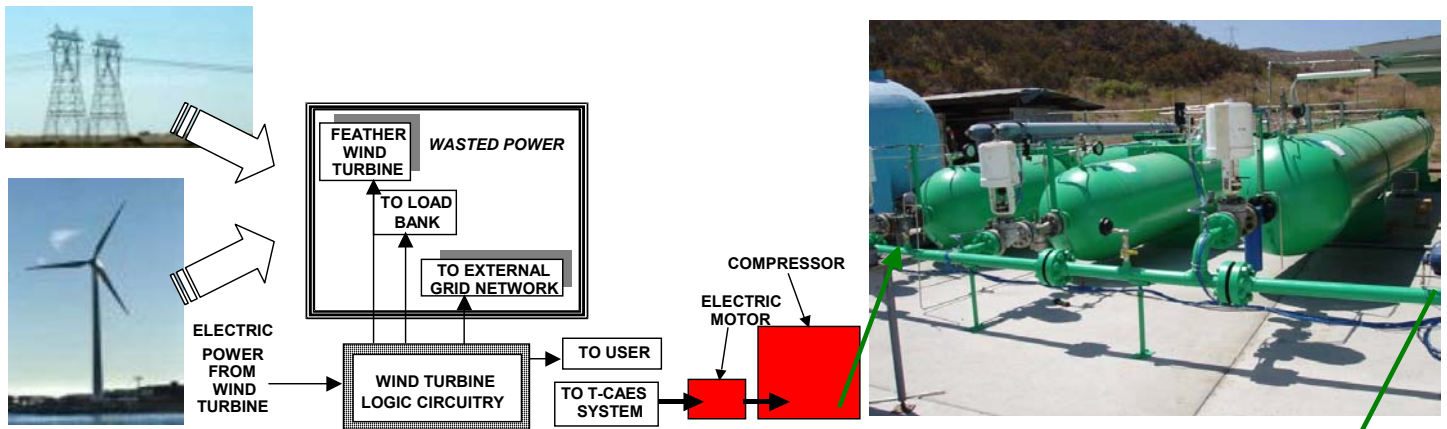 FEATHER
WIND
TURBINE
WASTED POWER
TO LOAD
BANK
TO EXTERNAL
GRID NETWORK
COMPRESSOR
ELECTRIC
MOTOR
ELECTRIC
POWER
FROM
WIND
TURBINE
WIND TURBINE
LOGIC CIRCUITRY
TO USER
TO T-CAES
SYSTEM